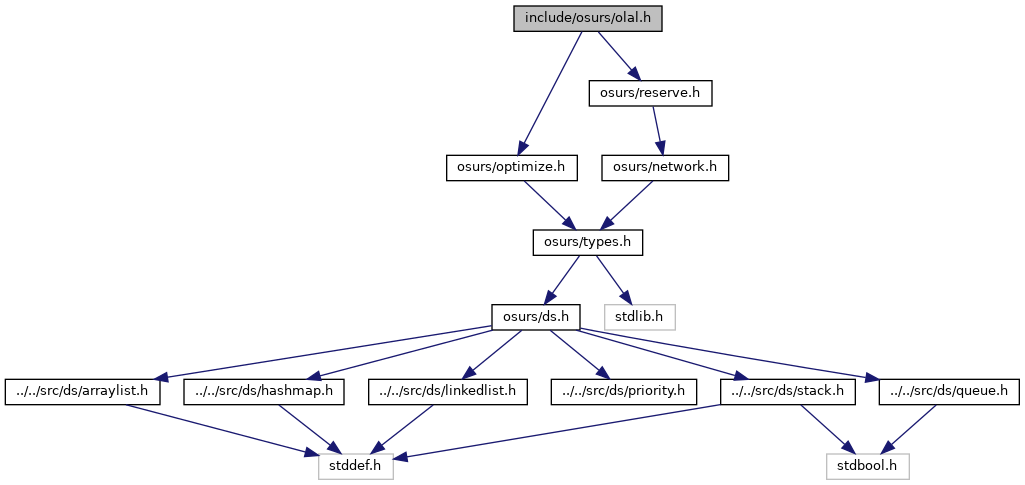 include/osurs/olal.h
osurs/reserve.h
osurs/optimize.h
osurs/network.h
osurs/types.h
osurs/ds.h
stdlib.h
../../src/ds/arraylist.h
../../src/ds/hashmap.h
../../src/ds/linkedlist.h
../../src/ds/priority.h
../../src/ds/stack.h
../../src/ds/queue.h
stddef.h
stdbool.h